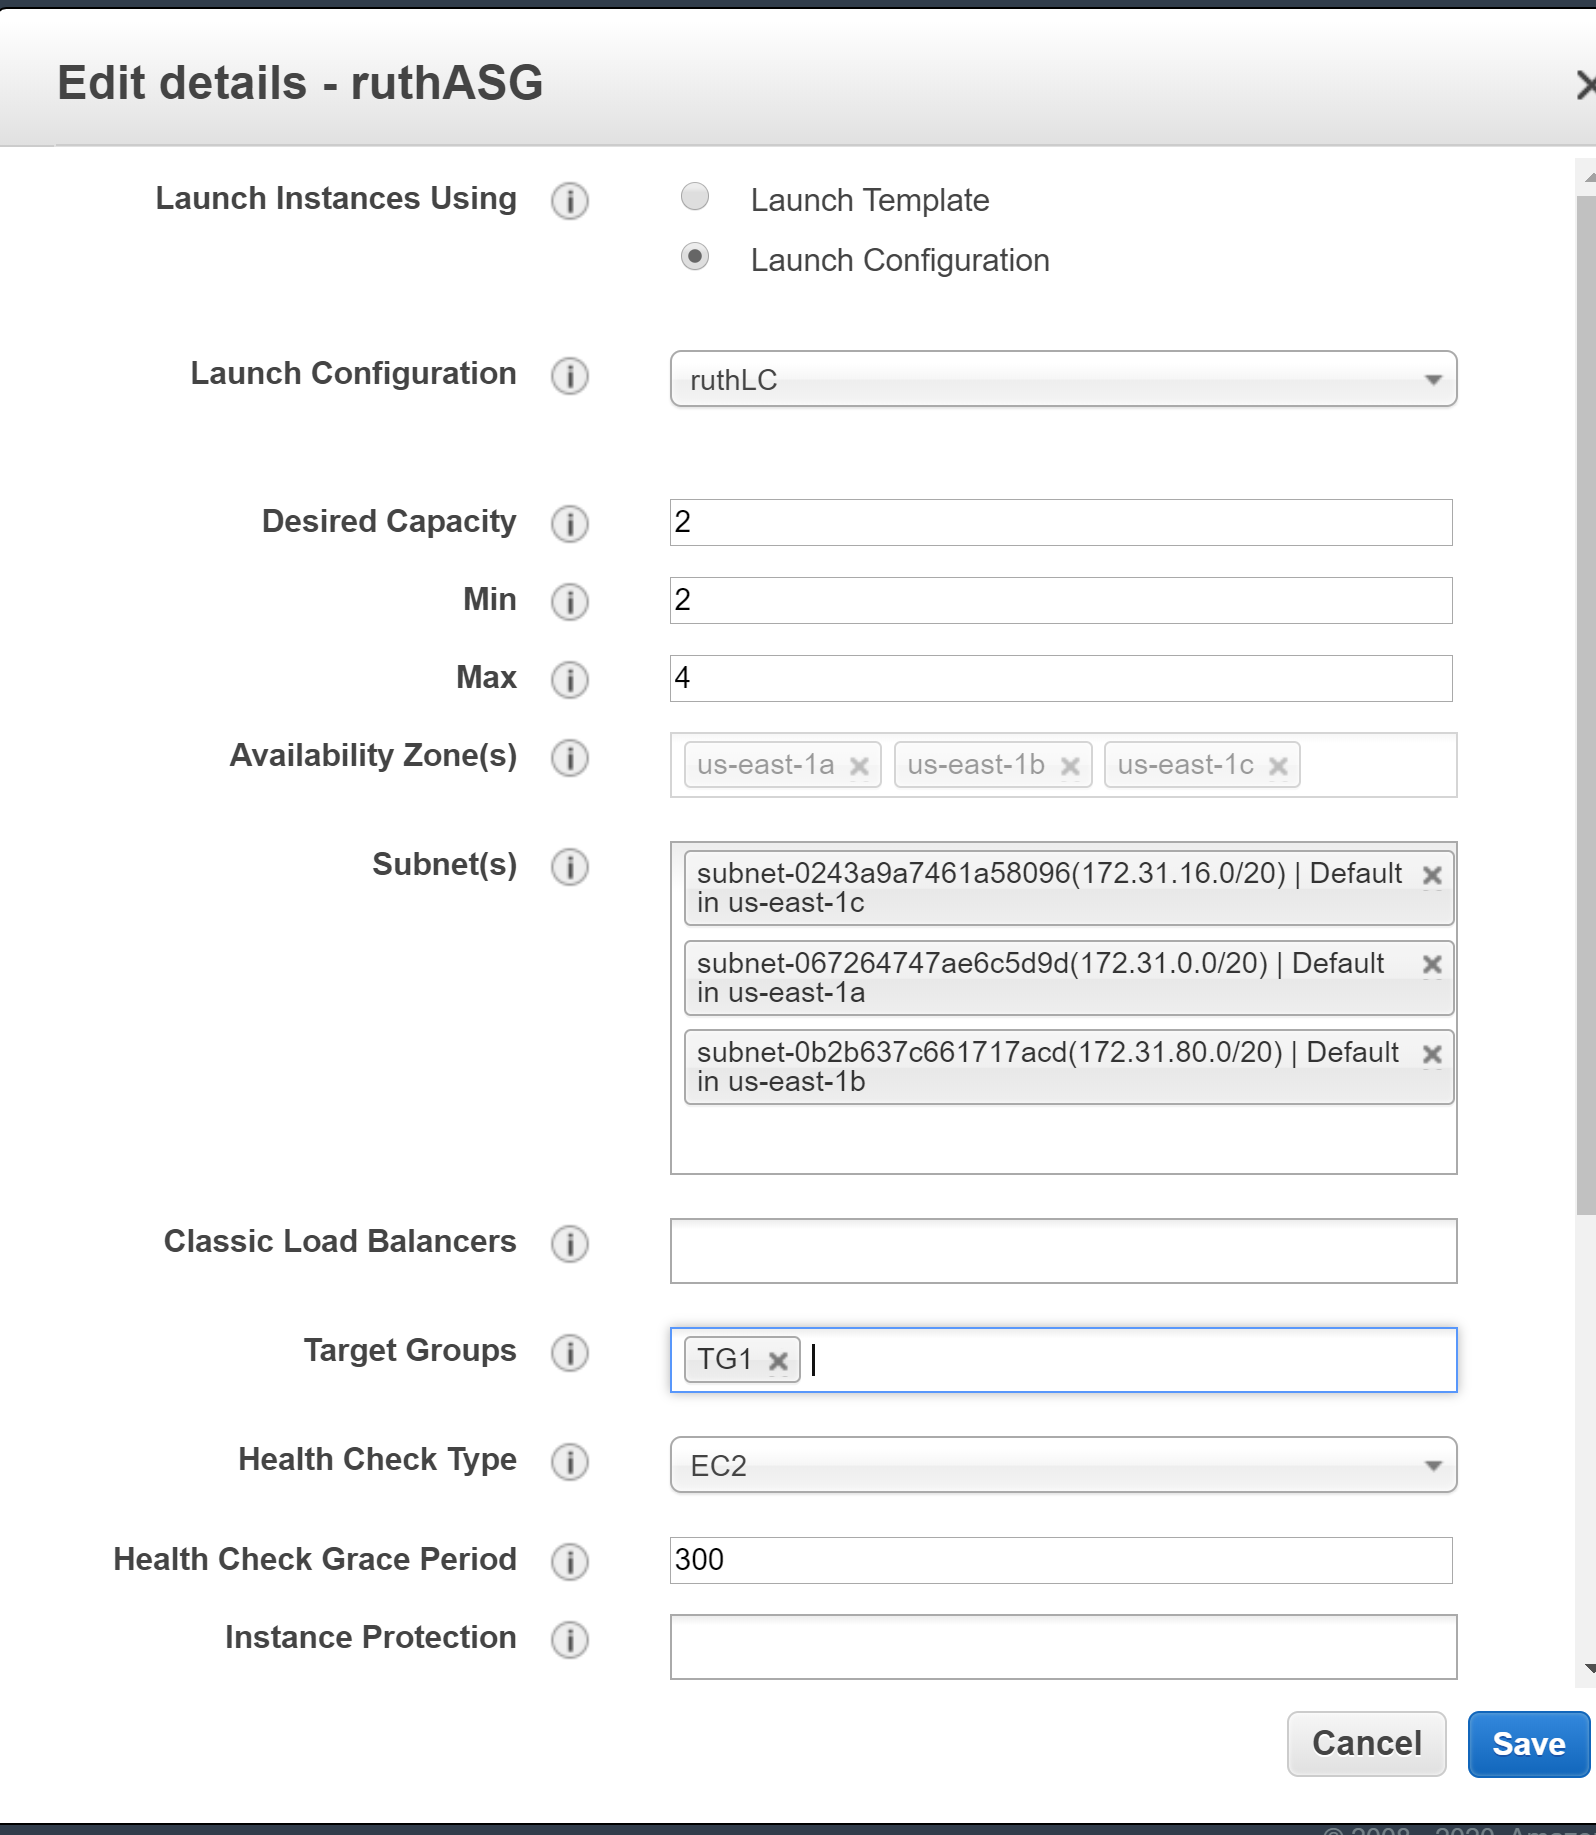 Edit details - ruthASG
Launch Instances Using
Launch Template
Launch Configuration
Launch Configuration
ruthLC
Desired Capacity
2
Min
2
Max
4
Availability Zone(s)
us-east-1a us-east-1b us-east-1c
Subnet(s)
subnet-0243a9a7461a58096(172.31.16.0/20) | Default
in us-east-1c
subnet-067264747ae6c5d9d(172.31.0.0/20) | Default
in us-east-1a
subnet-0b2b637c661717acd(172.31.80.0/20) | Default
in us-east-1b
Classic Load Balancers
Target Groups
TG1
Health Check Type
EC2
Health Check Grace Period
300
Instance Protection
Cancel Save